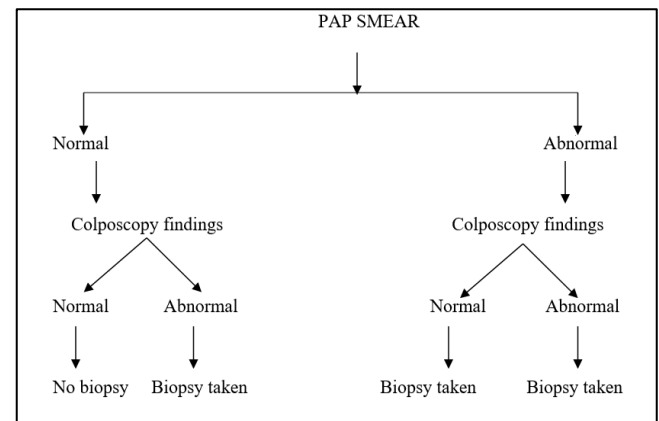 PAP SMEAR
Normal Abnormal
Colposcopy findings Colposcopy findings
Normal Abnormal Normal Abnormal
No biopsy Biopsy taken Biopsy taken Biopsy taken